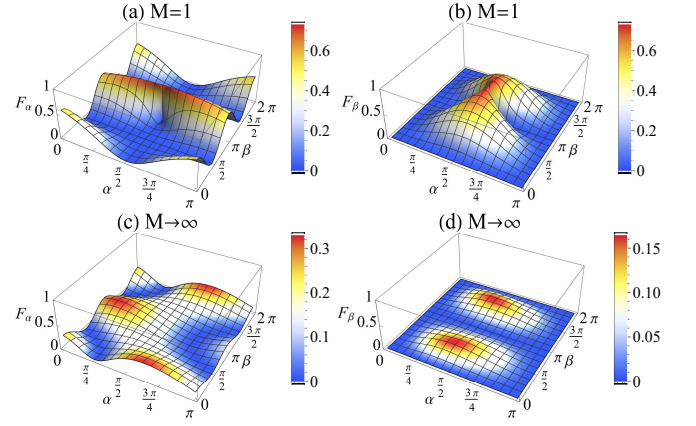 (a) M=1
F_α
1
0.5
0
0
π/4
π/2
3π/4
π
α
0
π/2
π
3π/2
2π
β
0.6
0.4
0.2
0
(b) M=1
F_β
1
0.5
0
0
π/4
π/2
3π/4
π
α
0
π/2
π
3π/2
2π
β
0.6
0.4
0.2
0
(c) M→∞
F_α
1
0.5
0
0
π/4
π/2
3π/4
π
α
0
π/2
π
3π/2
2π
β
0.3
0.2
0.1
0
(d) M→∞
F_β
1
0.5
0
0
π/4
π/2
3π/4
π
α
0
π/2
π
3π/2
2π
β
0.15
0.10
0.05
0